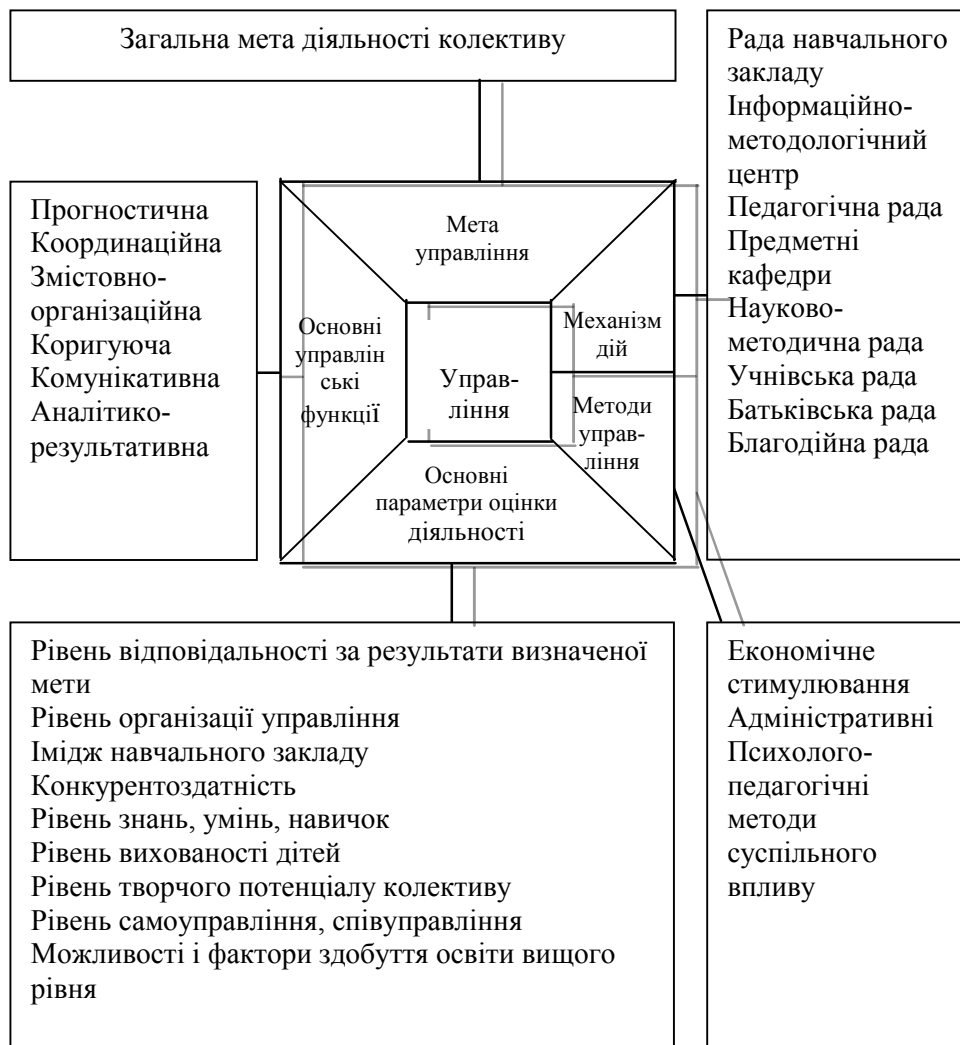 Загальна мета діяльності колективу
Рада навчального
закладу
Інформаційно-
методологічний
центр
Педагогічна рада
Предметні
кафедри
Науково-
методична рада
Учнівська рада
Батьківська рада
Благодійна рада
Прогностична
Координаційна
Змістовно-
організаційна
Коригуюча
Комунікативна
Аналітико-
результативна
Мета
управління
Основні
управлін
ські
функції
Управ-
ління
Механізм
дій
Методи
управ-
ління
Основні
параметри оцінки
діяльності
Рівень відповідальності за результати визначеної
мети
Рівень організації управління
Імідж навчального закладу
Конкурентоздатність
Рівень знань, умінь, навичок
Рівень вихованості дітей
Рівень творчого потенціалу колективу
Рівень самоуправління, співуправління
Можливості і фактори здобуття освіти вищого
рівня
Економічне
стимулювання
Адміністративні
Психолого-
педагогічні
методи
суспільного
впливу